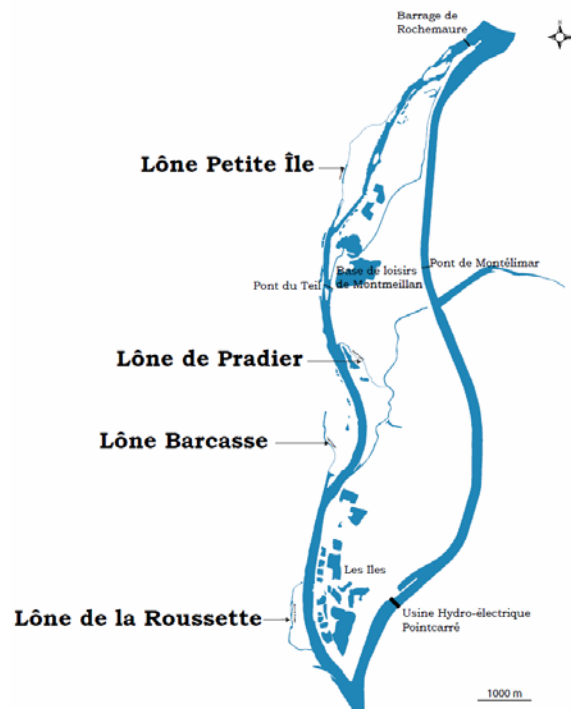 Barrage de
Rochemaure
N
Lône Petite Île
Pont de Montélimar
Base de loisirs
de Montmeillan
Pont du Teil
Lône de Pradier
Lône Barcasse
Les Iles
Lône de la Roussette
Usine Hydro-électrique
Pointcarré
1000 m